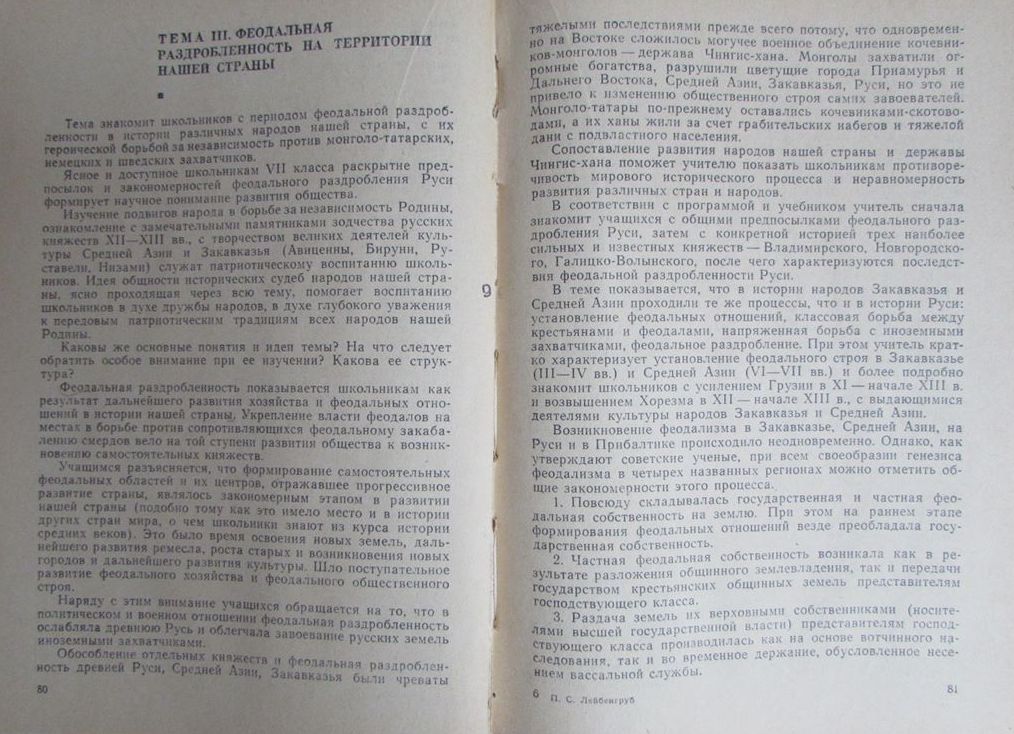 ТЕМА III. ФЕОДАЛЬНАЯ
РАЗДРОБЛЕННОСТЬ НА ТЕРРИТОРИИ
НАШЕЙ СТРАНЫ
Тема знакомит школьников с периодом феодальной раздроб-
ленности в истории различных народов нашей страны, с их
героической борьбой за независимость против монголо-татарских,
немецких и шведских захватчиков.
Ясное и доступное школьникам VII класса раскрытие пред-
посылок и закономерностей феодального раздробления Руси
формирует научное понимание развития общества.
Изучение подвигов народа в борьбе за независимость Родины,
ознакомление с замечательными памятниками зодчества русских
княжеств XII—XIII вв., с творчеством великих деятелей куль-
туры Средней Азии и Закавказья (Авиценны, Бируни, Ру-
ставели, Низами) служат патриотическому воспитанию школь-
ников. Идея общности исторических судеб народов нашей стра-
ны, ясно проходящая через всю тему, помогает воспитанию
школьников в духе дружбы народов, в духе глубокого уважения
к передовым патриотическим традициям всех народов нашей
Родины.
Каковы же основные понятия и идеи темы? На что следует
обратить особое внимание при ее изучении? Какова ее струк-
тура?
Феодальная раздробленность показывается школьникам как
результат дальнейшего развития хозяйства и феодальных отно-
шений в истории нашей страны. Укрепление власти феодалов на
местах в борьбе против сопротивляющихся феодальному закаба-
лению смердов вело на той ступени развития общества к возник-
новению самостоятельных княжеств.
Учащимся разъясняется, что формирование самостоятельных
феодальных областей и их центров, отражавшее прогрессивное
развитие страны, являлось закономерным этапом в развитии
нашей страны (подобно тому как это имело место и в истории
других стран мира, о чем школьники знают из курса истории
средних веков). Это было время освоения новых земель, даль-
нейшего развития ремесла, роста старых и возникновения новых
городов и дальнейшего развития культуры. Шло поступательное
развитие феодального хозяйства и феодального общественного
строя.
Наряду с этим внимание учащихся обращается на то, что в
политическом и военном отношении феодальная раздробленность
ослабляла древнюю Русь и облегчала завоевание русских земель
иноземными захватчиками.
Обособление отдельных княжеств и феодальная раздроблен-
ность древней Руси, Средней Азии, Закавказья были чреваты
80
9
тяжелыми последствиями прежде всего потому, что одновремен-
но на Востоке сложилось могучее военное объединение кочевни-
ков-монголов — держава Чингис-хана. Монголы захватили ог-
ромные богатства, разрушили цветущие города Приамурья и
Дальнего Востока, Средней Азии, Закавказья, Руси, но это не
привело к изменению общественного строя самих завоевателей.
Монголо-татары по-прежнему оставались кочевниками-скотово-
дами, а их ханы жили за счет грабительских набегов и тяжелой
дани с подвластного населения.
Сопоставление развития народов нашей страны и державы
Чингис-хана поможет учителю показать школьникам противоре-
чивость мирового исторического процесса и неравномерность
развития различных стран и народов.
В соответствии с программой и учебником учитель сначала
знакомит учащихся с общими предпосылками феодального раз-
дробления Руси, затем с конкретной историей трех наиболее
сильных и известных княжеств — Владимирского, Новгородско-
го, Галицко-Волынского, после чего характеризуются последст-
вия феодальной раздробленности Руси.
В теме показывается, что в истории народов Закавказья и
Средней Азии проходили те же процессы, что и в истории Руси:
установление феодальных отношений, классовая борьба между
крестьянами и феодалами, напряженная борьба с иноземными
захватчиками, феодальное раздробление. При этом учитель крат-
ко характеризует установление феодального строя в Закавказье
(III—IV вв.) и Средней Азии (VI—VII вв.) и более подробно
знакомит школьников с усилением Грузии в XI — начале XIII в.
и возвышением Хорезма в XII — начале XIII в., с выдающимися
деятелями культуры народов Закавказья и Средней Азии.
Возникновение феодализма в Закавказье, Средней Азии, на
Руси и в Прибалтике происходило неодновременно. Однако, как
утверждают советские ученые, при всем своеобразии генезиса
феодализма в четырех названных регионах можно отметить об-
щие закономерности этого процесса.
1. Повсюду складывалась государственная и частная фео-
дальная собственность на землю. При этом на раннем этапе
формирования феодальных отношений везде преобладала госу-
дарственная собственность.
2. Частная феодальная собственность возникала как в ре-
зультате разложения общинного землевладения, так и передачи
государством крестьянских общинных земель представителям
господствующего класса.
3. Раздача земель их верховными собственниками (носите-
лями высшей государственной власти) представителям господ-
ствующего класса производилась как на основе вотчинного на-
следования, так и во временное держание, обусловленное несе-
нием вассальной службы.
6 П. С. Лейбенгруб
81